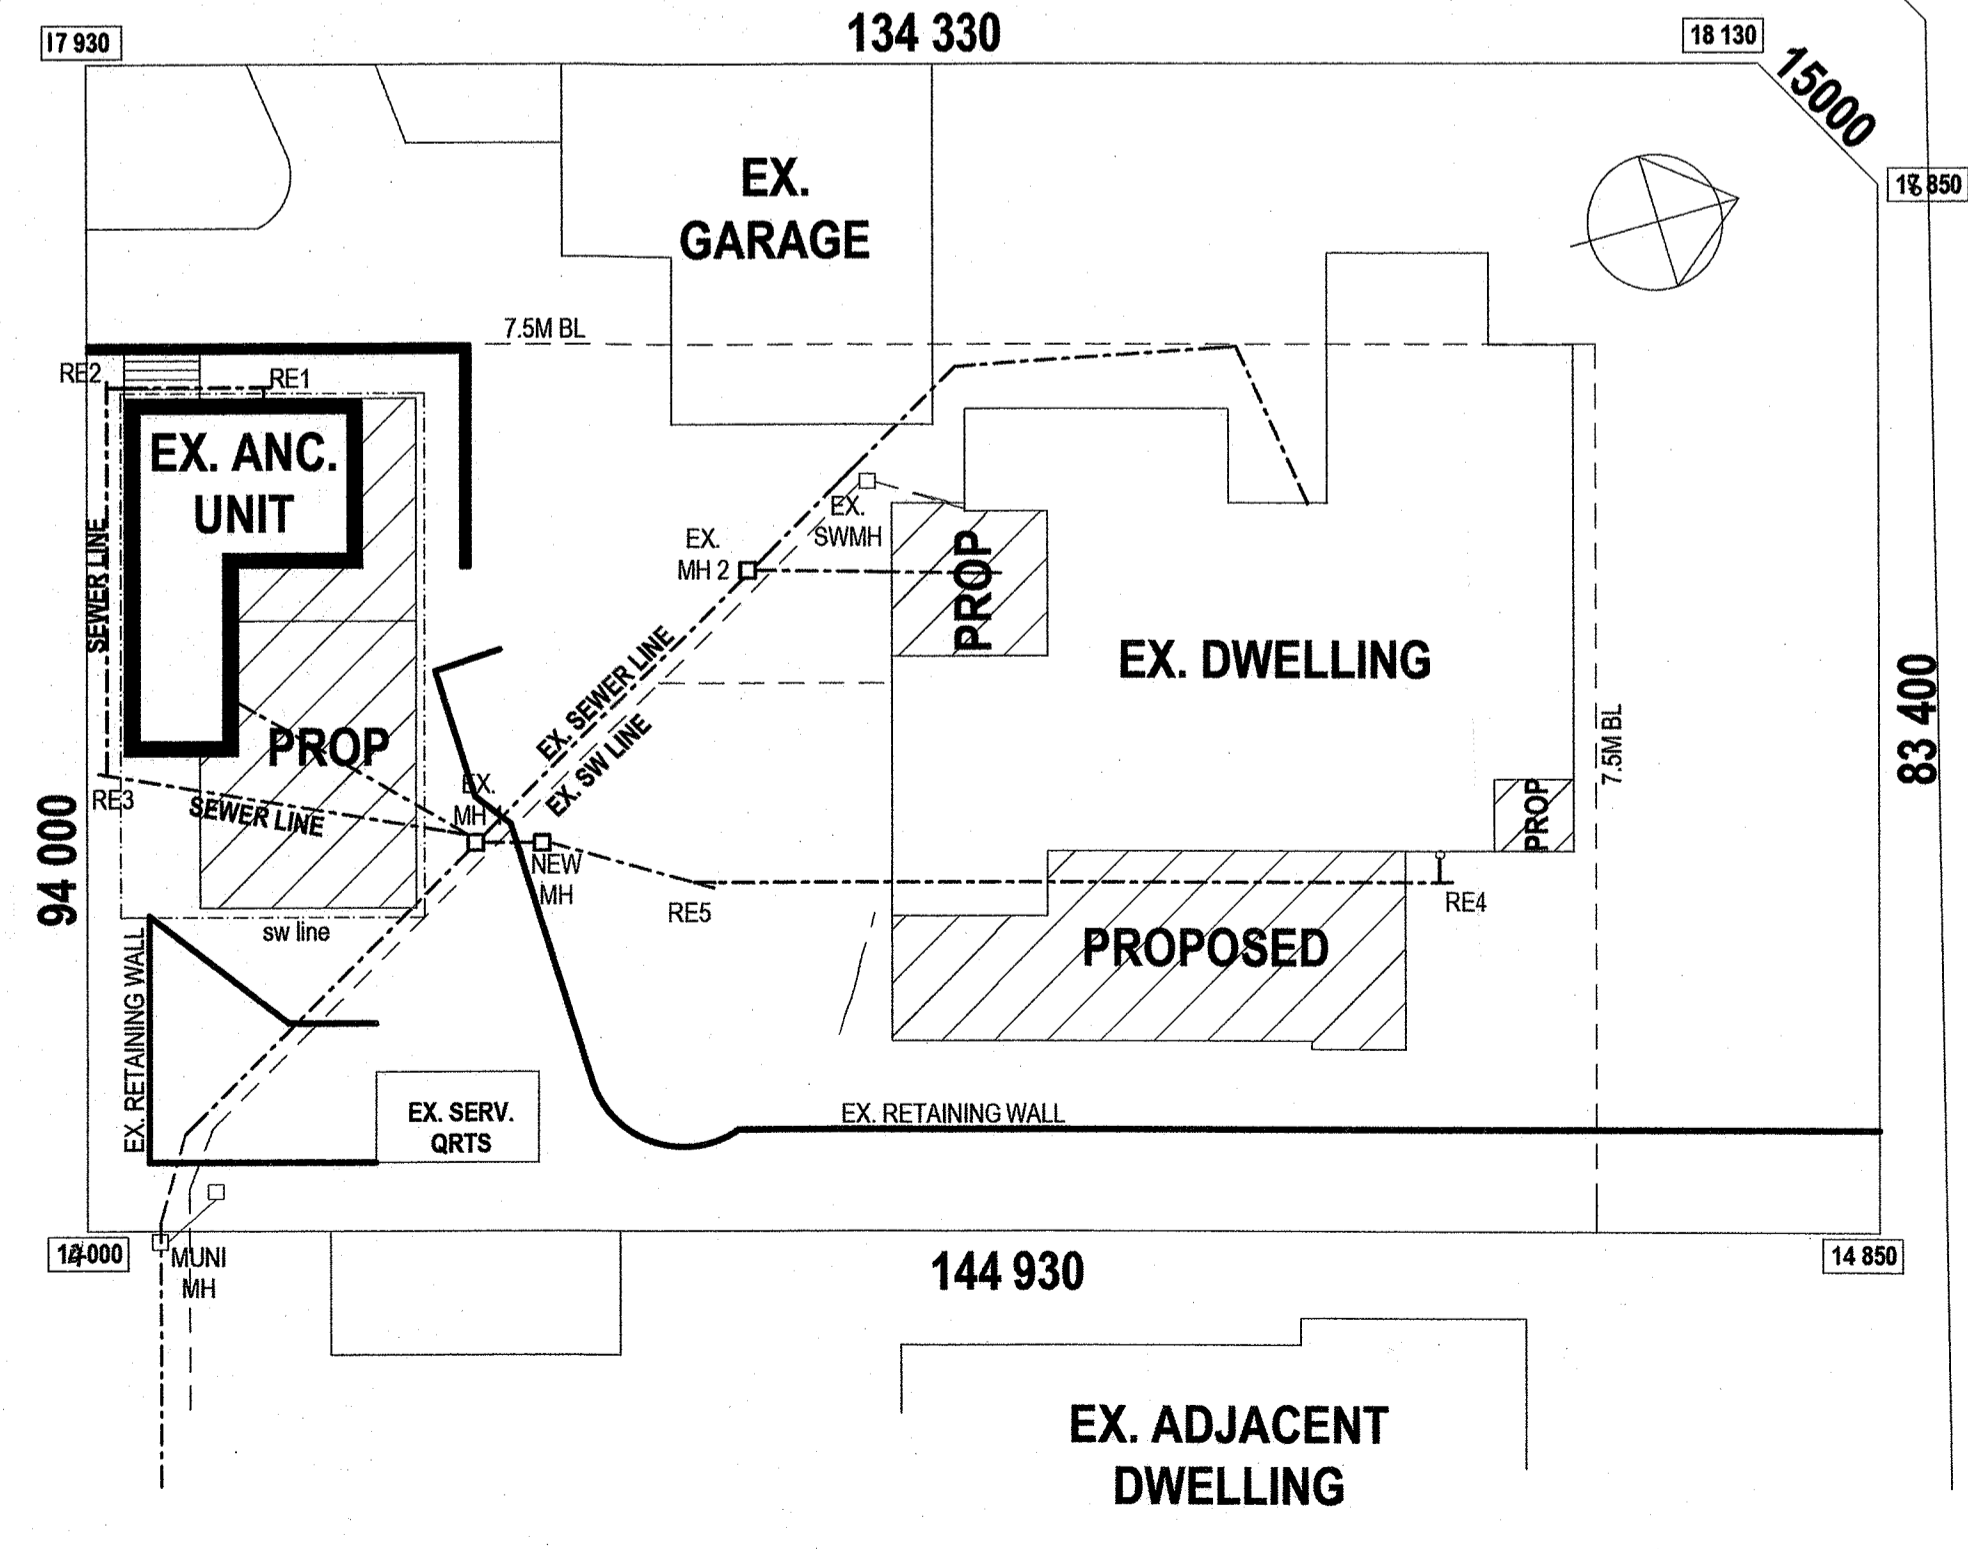 17 930
134 330
18 130
15000
EX.
GARAGE
850
7.5M BL
RE2
RE1
EX. ANC.
UNIT
SEWER LINE
EX.
SWMH
EX.
MH 2
PROP
EX. SEWER LINE
EX. SW LINE
EX. DWELLING
83 400
7.5M BL
PROP
PROP
EX.
MH 1
RE3
SEWER LINE
94 000
NEW
MH
RE5
RE4
PROPOSED
sw line
EX. RETAINING WALL
EX. SERV.
QRTS
EX. RETAINING WALL
000
MUNI
MH
144 930
14 850
EX. ADJACENT
DWELLING